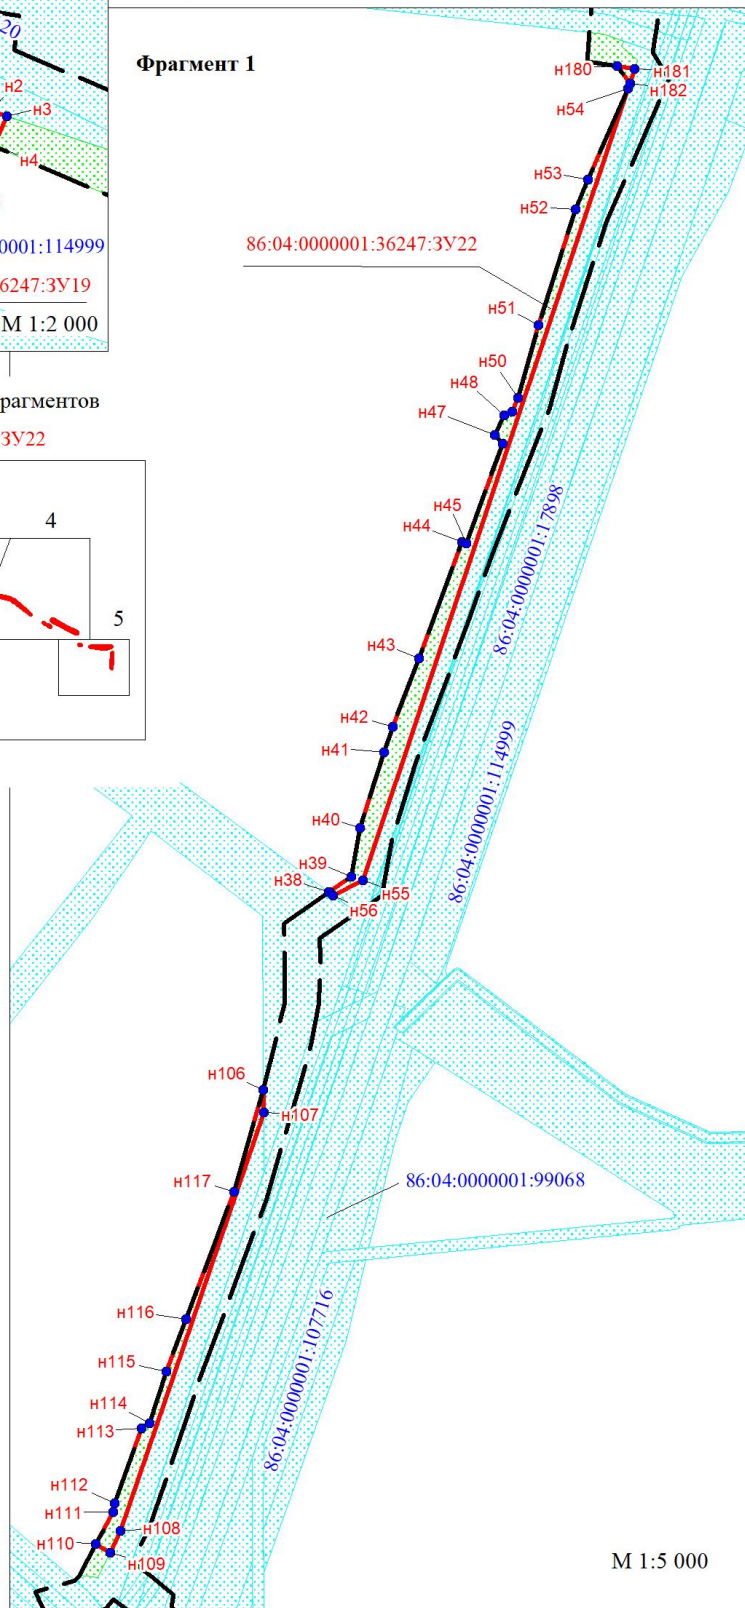 20
н2
н3
н4
0001:114999
6247:ЗУ19
М 1:2 000
рагментов
ЗУ22
4
5
Фрагмент 1
н180
н181
н182
н54
н53
н52
86:04:0000001:36247:ЗУ22
н51
н50
н48
н47
н45
н44
86:04:0000001:17898
н43
н42
н41
86:04:0000001:114999
н40
н39
н38
н55
н56
н106
н107
н117
86:04:0000001:99068
н116
86:04:0000001:107716
н115
н114
н113
н112
н111
н108
н110
н109
М 1:5 000